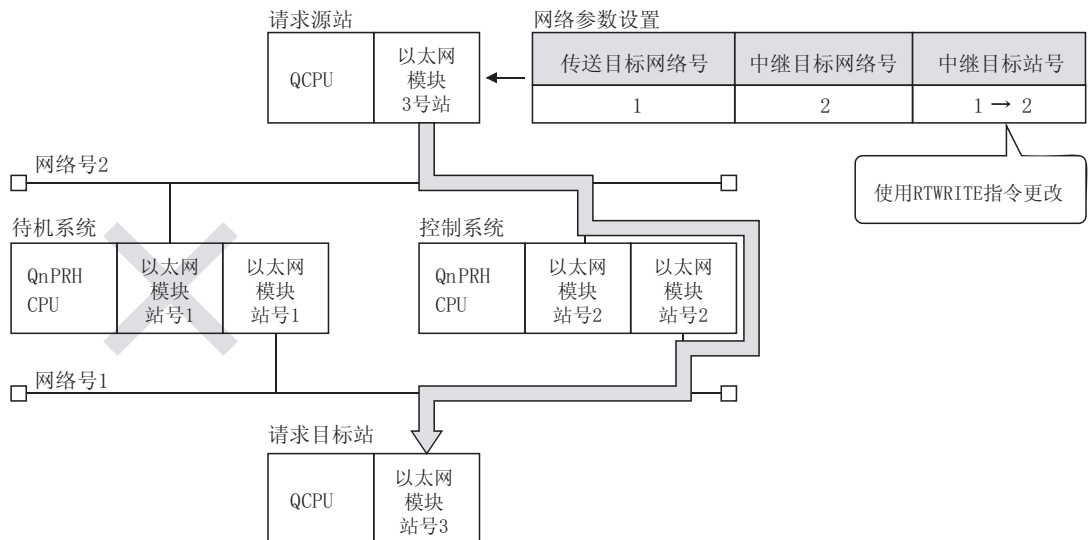 请求源站
网络参数设置
QCPU
以太网
模块
3号站
传送目标网络号
中继目标网络号
中继目标站号
1
2
1 → 2
使用RTWRITE指令更改
网络号2
待机系统
控制系统
QnPRH
CPU
以太网
模块
站号1
以太网
模块
站号1
QnPRH
CPU
以太网
模块
站号2
以太网
模块
站号2
网络号1
请求目标站
QCPU
以太网
模块
站号3